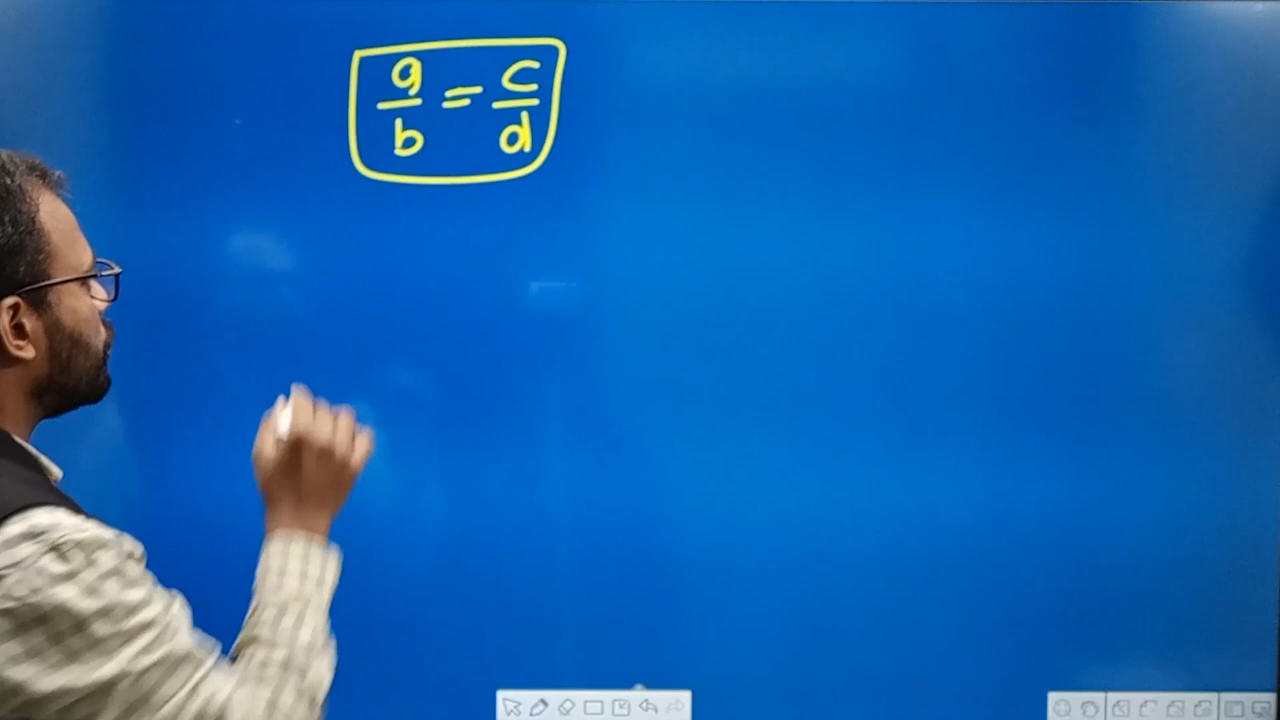 a/b = c/d